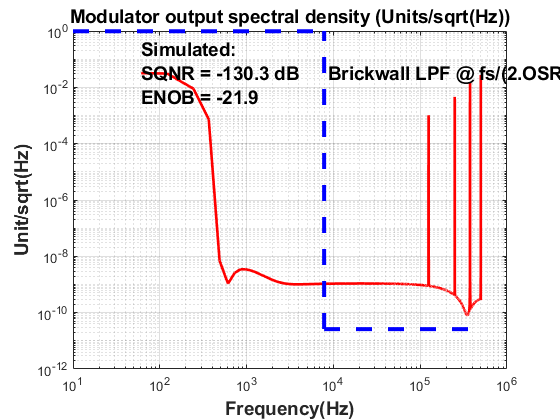 Modulator output spectral density (Units/sqrt(Hz))
10^0
Simulated:
SQNR = -130.3 dB
Brickwall LPF @ fs/(2.OSR
ENOB = -21.9
10^-2
10^-4
10^-6
10^-8
10^-10
10^-12
Unit/sqrt(Hz)
10^1 10^2 10^3 10^4 10^5 10^6
Frequency(Hz)